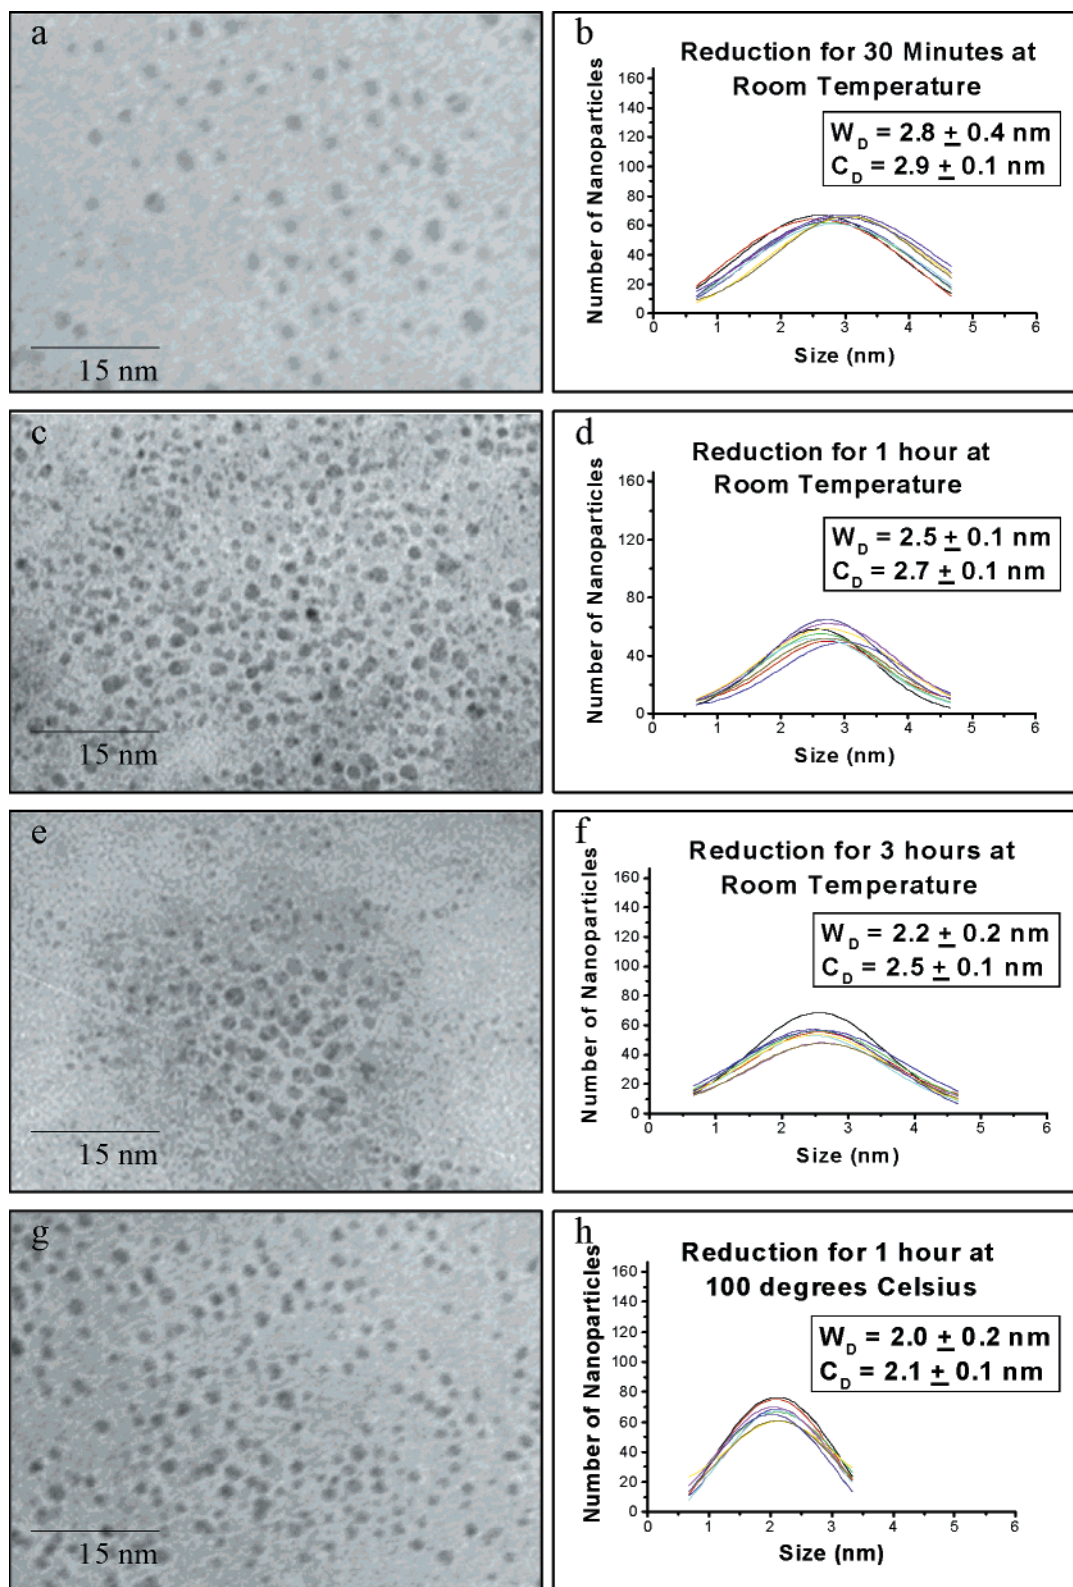 a
15 nm
b
Reduction for 30 Minutes at
Room Temperature
W_D = 2.8 ± 0.4 nm
C_D = 2.9 ± 0.1 nm
Number of Nanoparticles
160
140
120
100
80
60
40
20
0
0 1 2 3 4 5 6
Size (nm)
c
15 nm
d
Reduction for 1 hour at
Room Temperature
W_D = 2.5 ± 0.1 nm
C_D = 2.7 ± 0.1 nm
Number of Nanoparticles
160
120
80
40
0
0 1 2 3 4 5 6
Size (nm)
e
15 nm
f
Reduction for 3 hours at
Room Temperature
W_D = 2.2 ± 0.2 nm
C_D = 2.5 ± 0.1 nm
Number of Nanoparticles
160
140
120
100
80
60
40
20
0
0 1 2 3 4 5 6
Size (nm)
g
15 nm
h
Reduction for 1 hour at
100 degrees Celsius
W_D = 2.0 ± 0.2 nm
C_D = 2.1 ± 0.1 nm
Number of Nanoparticles
160
140
120
100
80
60
40
20
0
0 1 2 3 4 5 6
Size (nm)